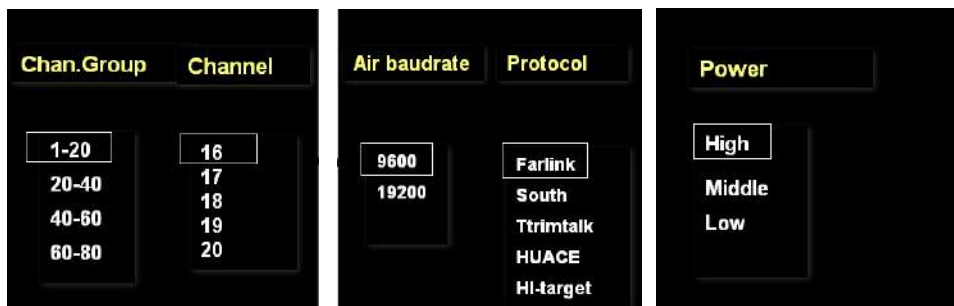 Chan.Group Channel
1-20
20-40
40-60
60-80
16
17
18
19
20
Air baudrate Protocol
9600
19200
Farlink
South
Ttrimtalk
HUACE
HI-target
Power
High
Middle
Low